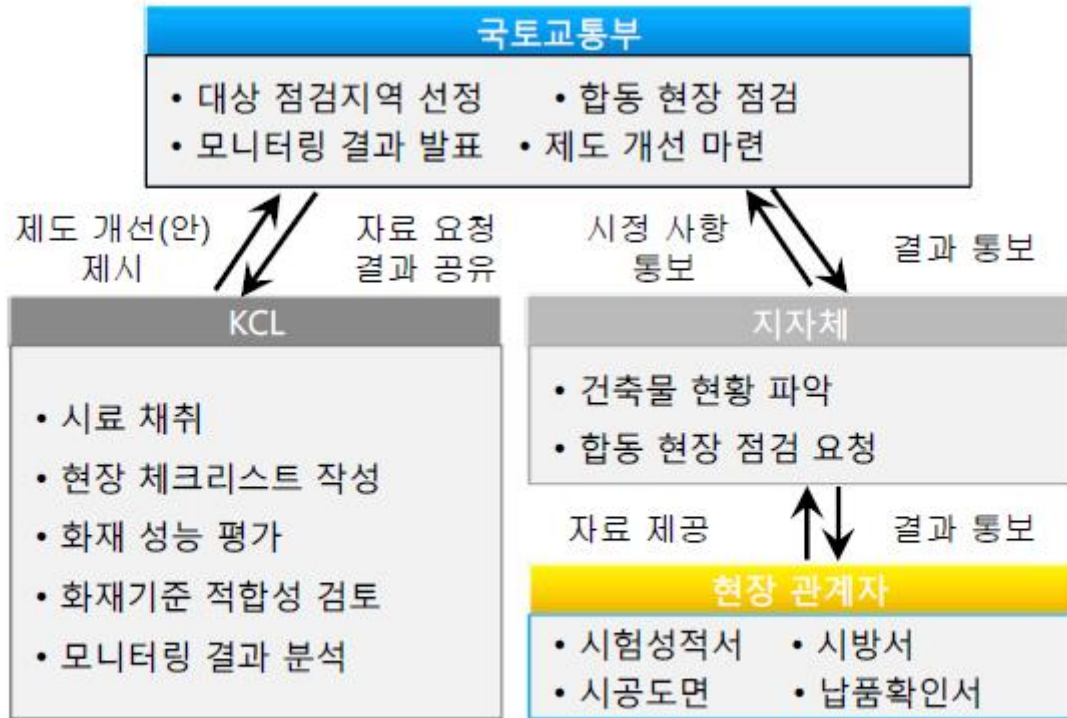 국토교통부
• 대상 점검지역 선정 • 합동 현장 점검
• 모니터링 결과 발표 • 제도 개선 마련
제도 개선(안)
제시
자료 요청
결과 공유
시정 사항
통보
결과 통보
KCL
• 시료 채취
• 현장 체크리스트 작성
• 화재 성능 평가
• 화재기준 적합성 검토
• 모니터링 결과 분석
지자체
• 건축물 현황 파악
• 합동 현장 점검 요청
자료 제공
결과 통보
현장 관계자
• 시험성적서 • 시방서
• 시공도면 • 납품확인서